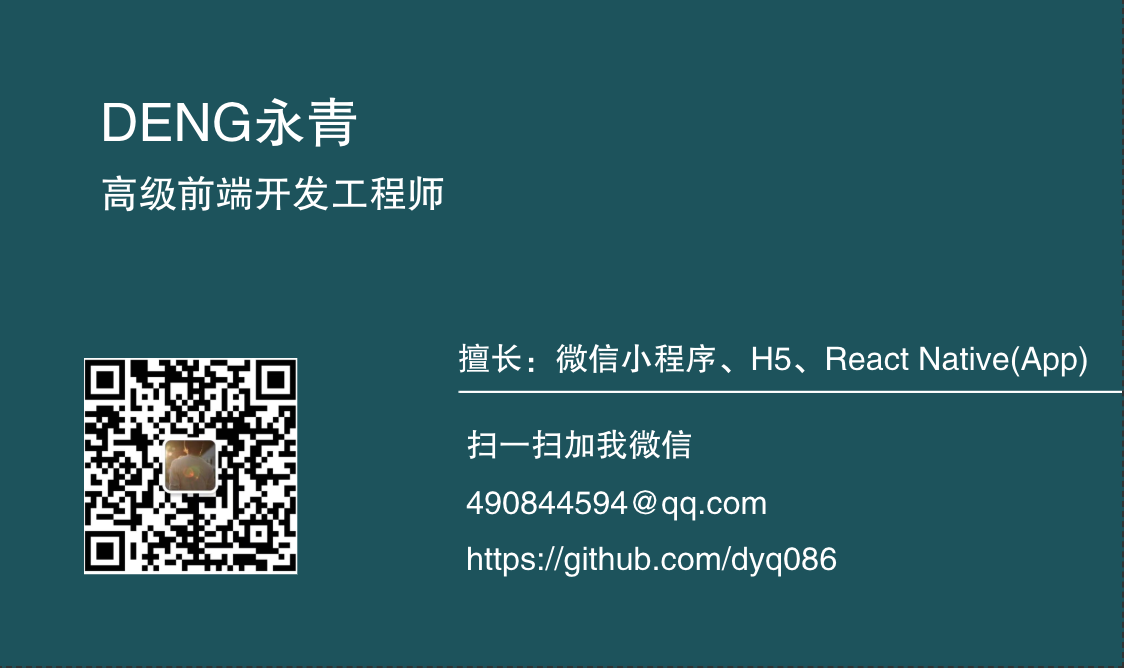 DENG永青
高级前端开发工程师
擅长：微信小程序、H5、React Native(App)
扫一扫加我微信
490844594@qq.com
https://github.com/dyq086